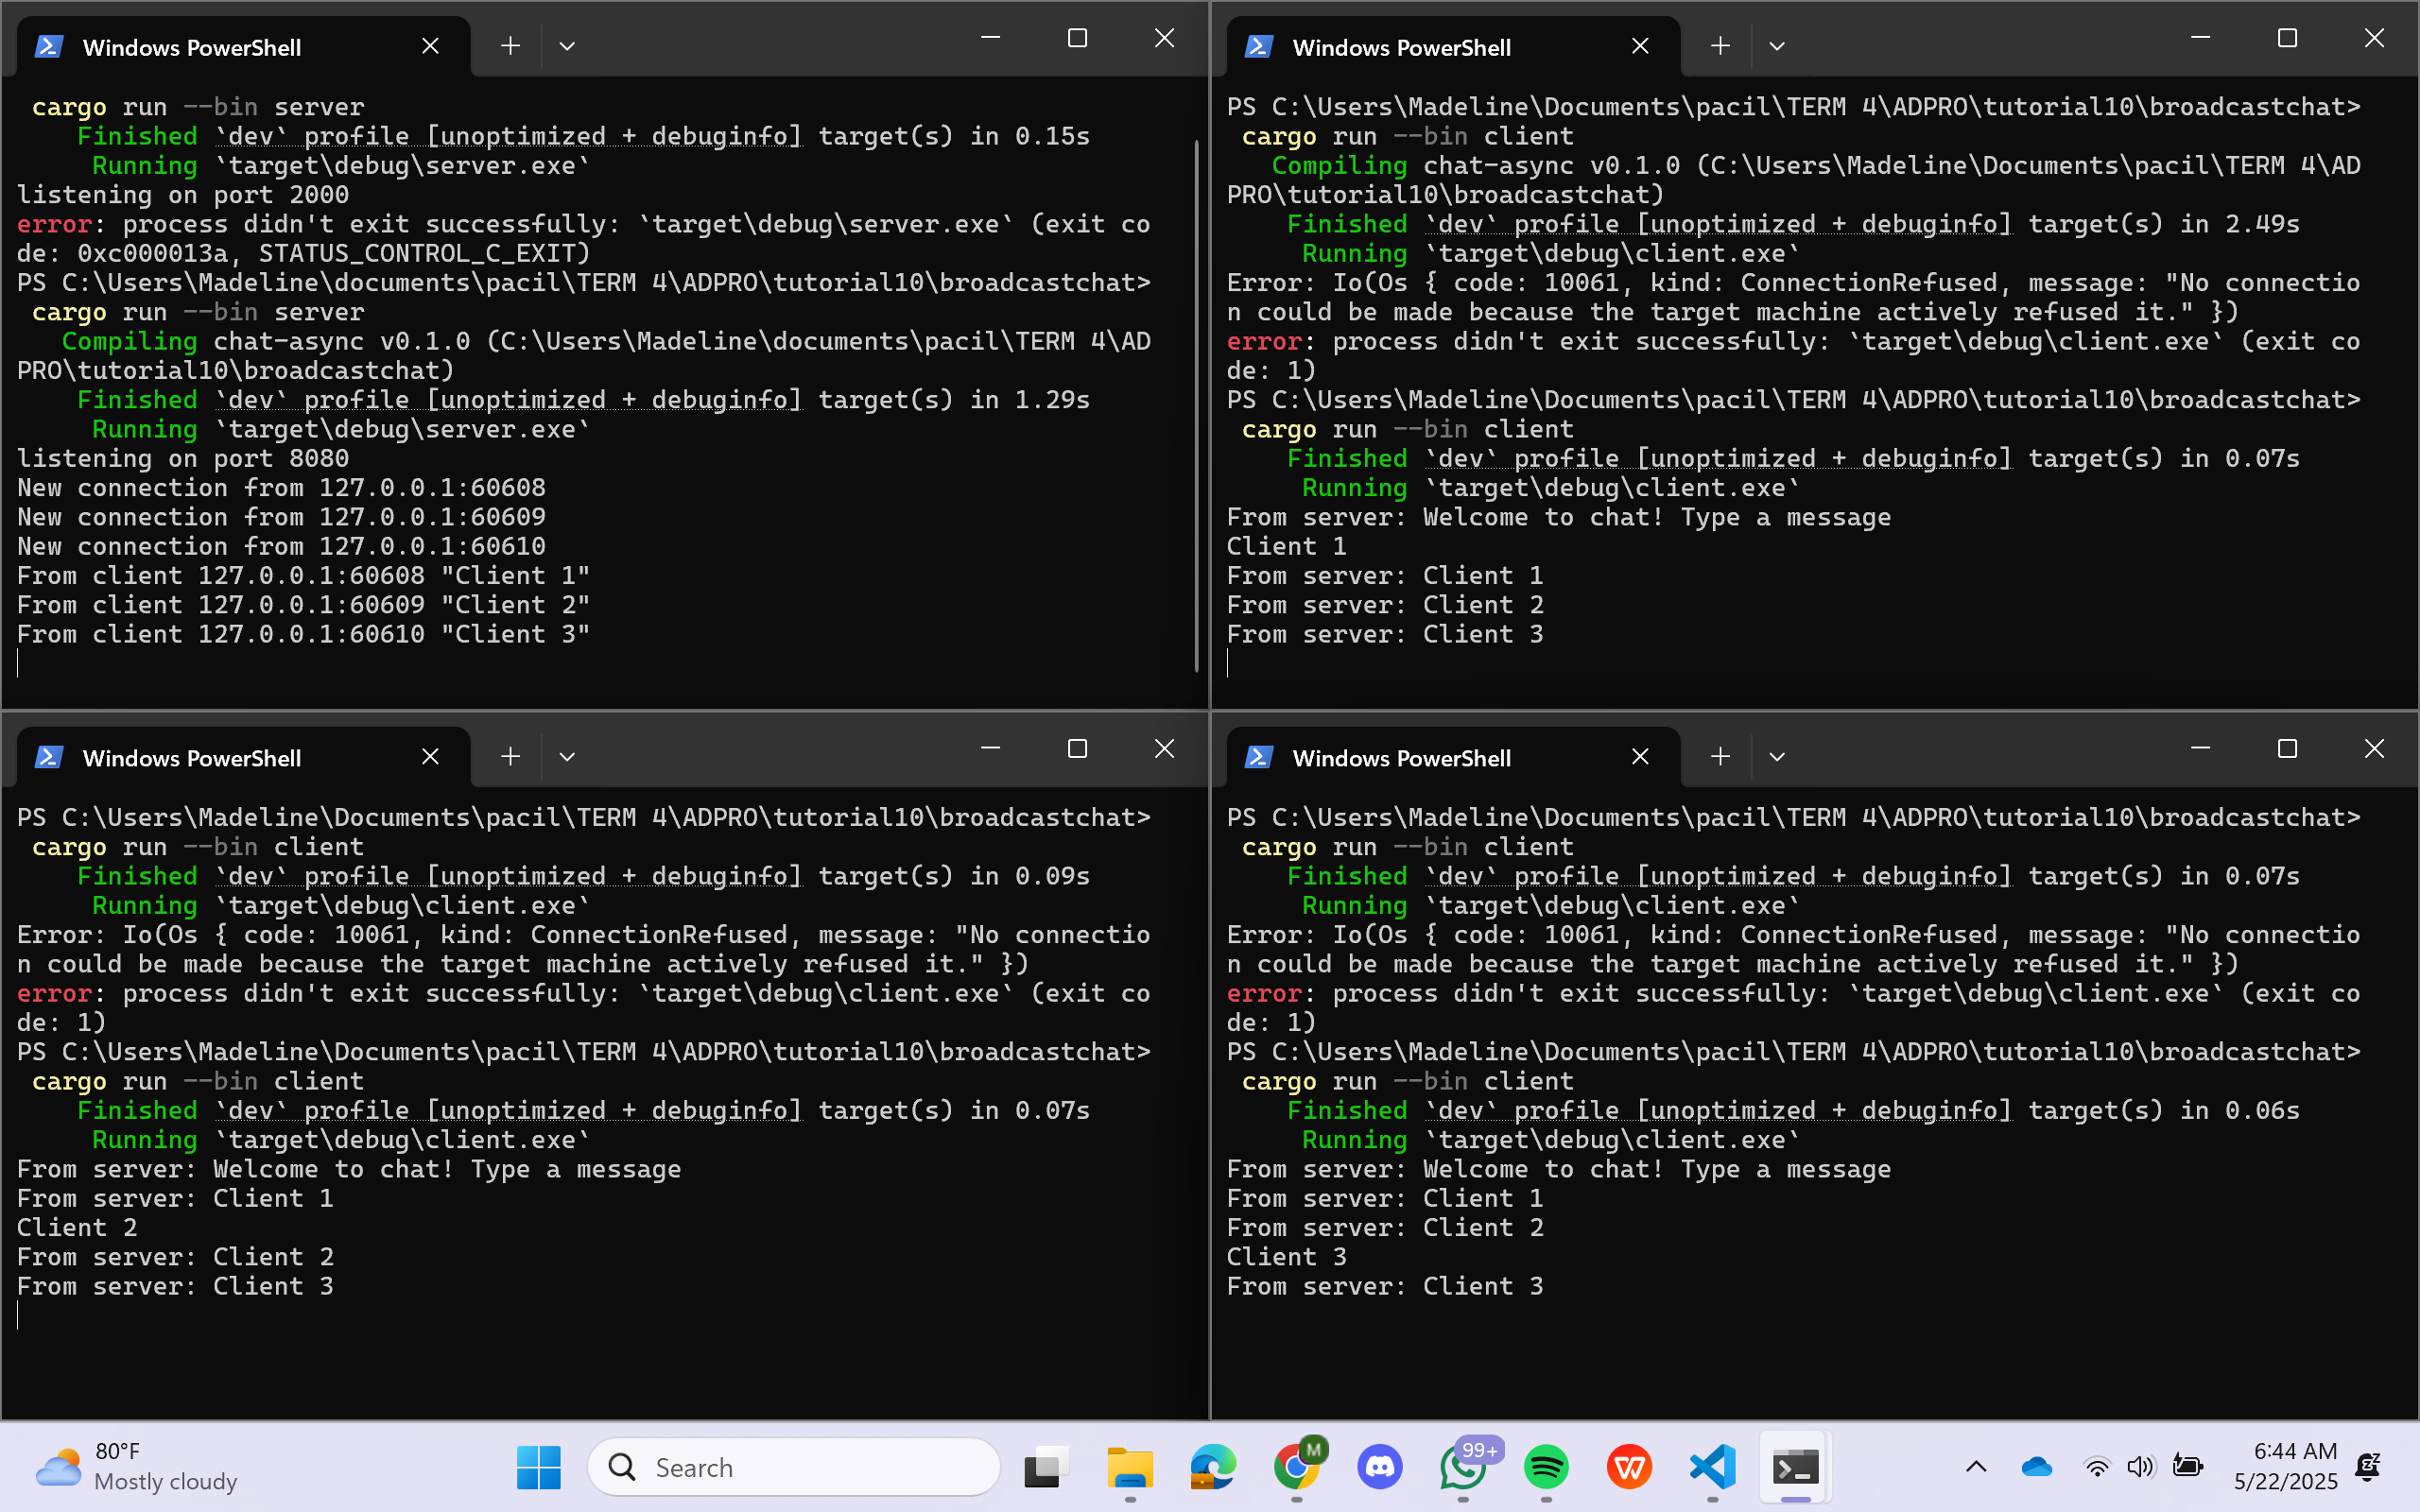 Windows PowerShell
cargo run --bin server
Finished `dev` profile [unoptimized + debuginfo] target(s) in 0.15s
Running `target\debug\server.exe`
listening on port 2000
error: process didn't exit successfully: `target\debug\server.exe` (exit co
de: 0xc000013a, STATUS_CONTROL_C_EXIT)
PS C:\Users\Madeline\documents\pacil\TERM 4\ADPRO\tutorial10\broadcastchat>
cargo run --bin server
Compiling chat-async v0.1.0 (C:\Users\Madeline\documents\pacil\TERM 4\AD
PRO\tutorial10\broadcastchat)
Finished `dev` profile [unoptimized + debuginfo] target(s) in 1.29s
Running `target\debug\server.exe`
listening on port 8080
New connection from 127.0.0.1:60608
New connection from 127.0.0.1:60609
New connection from 127.0.0.1:60610
From client 127.0.0.1:60608 "Client 1"
From client 127.0.0.1:60609 "Client 2"
From client 127.0.0.1:60610 "Client 3"
Windows PowerShell
PS C:\Users\Madeline\Documents\pacil\TERM 4\ADPRO\tutorial10\broadcastchat>
cargo run --bin client
Compiling chat-async v0.1.0 (C:\Users\Madeline\Documents\pacil\TERM 4\AD
PRO\tutorial10\broadcastchat)
Finished `dev` profile [unoptimized + debuginfo] target(s) in 2.49s
Running `target\debug\client.exe`
Error: Io(Os { code: 10061, kind: ConnectionRefused, message: "No connectio
n could be made because the target machine actively refused it." })
error: process didn't exit successfully: `target\debug\client.exe` (exit co
de: 1)
PS C:\Users\Madeline\Documents\pacil\TERM 4\ADPRO\tutorial10\broadcastchat>
cargo run --bin client
Finished `dev` profile [unoptimized + debuginfo] target(s) in 0.07s
Running `target\debug\client.exe`
From server: Welcome to chat! Type a message
Client 1
From server: Client 1
From server: Client 2
From server: Client 3
Windows PowerShell
PS C:\Users\Madeline\Documents\pacil\TERM 4\ADPRO\tutorial10\broadcastchat>
cargo run --bin client
Finished `dev` profile [unoptimized + debuginfo] target(s) in 0.09s
Running `target\debug\client.exe`
Error: Io(Os { code: 10061, kind: ConnectionRefused, message: "No connectio
n could be made because the target machine actively refused it." })
error: process didn't exit successfully: `target\debug\client.exe` (exit co
de: 1)
PS C:\Users\Madeline\Documents\pacil\TERM 4\ADPRO\tutorial10\broadcastchat>
cargo run --bin client
Finished `dev` profile [unoptimized + debuginfo] target(s) in 0.07s
Running `target\debug\client.exe`
From server: Welcome to chat! Type a message
From server: Client 1
Client 2
From server: Client 2
From server: Client 3
Windows PowerShell
PS C:\Users\Madeline\Documents\pacil\TERM 4\ADPRO\tutorial10\broadcastchat>
cargo run --bin client
Finished `dev` profile [unoptimized + debuginfo] target(s) in 0.07s
Running `target\debug\client.exe`
Error: Io(Os { code: 10061, kind: ConnectionRefused, message: "No connectio
n could be made because the target machine actively refused it." })
error: process didn't exit successfully: `target\debug\client.exe` (exit co
de: 1)
PS C:\Users\Madeline\Documents\pacil\TERM 4\ADPRO\tutorial10\broadcastchat>
cargo run --bin client
Finished `dev` profile [unoptimized + debuginfo] target(s) in 0.06s
Running `target\debug\client.exe`
From server: Welcome to chat! Type a message
From server: Client 1
From server: Client 2
Client 3
From server: Client 3
80°F
Mostly cloudy
Search
M
99+
6:44 AM
5/22/2025